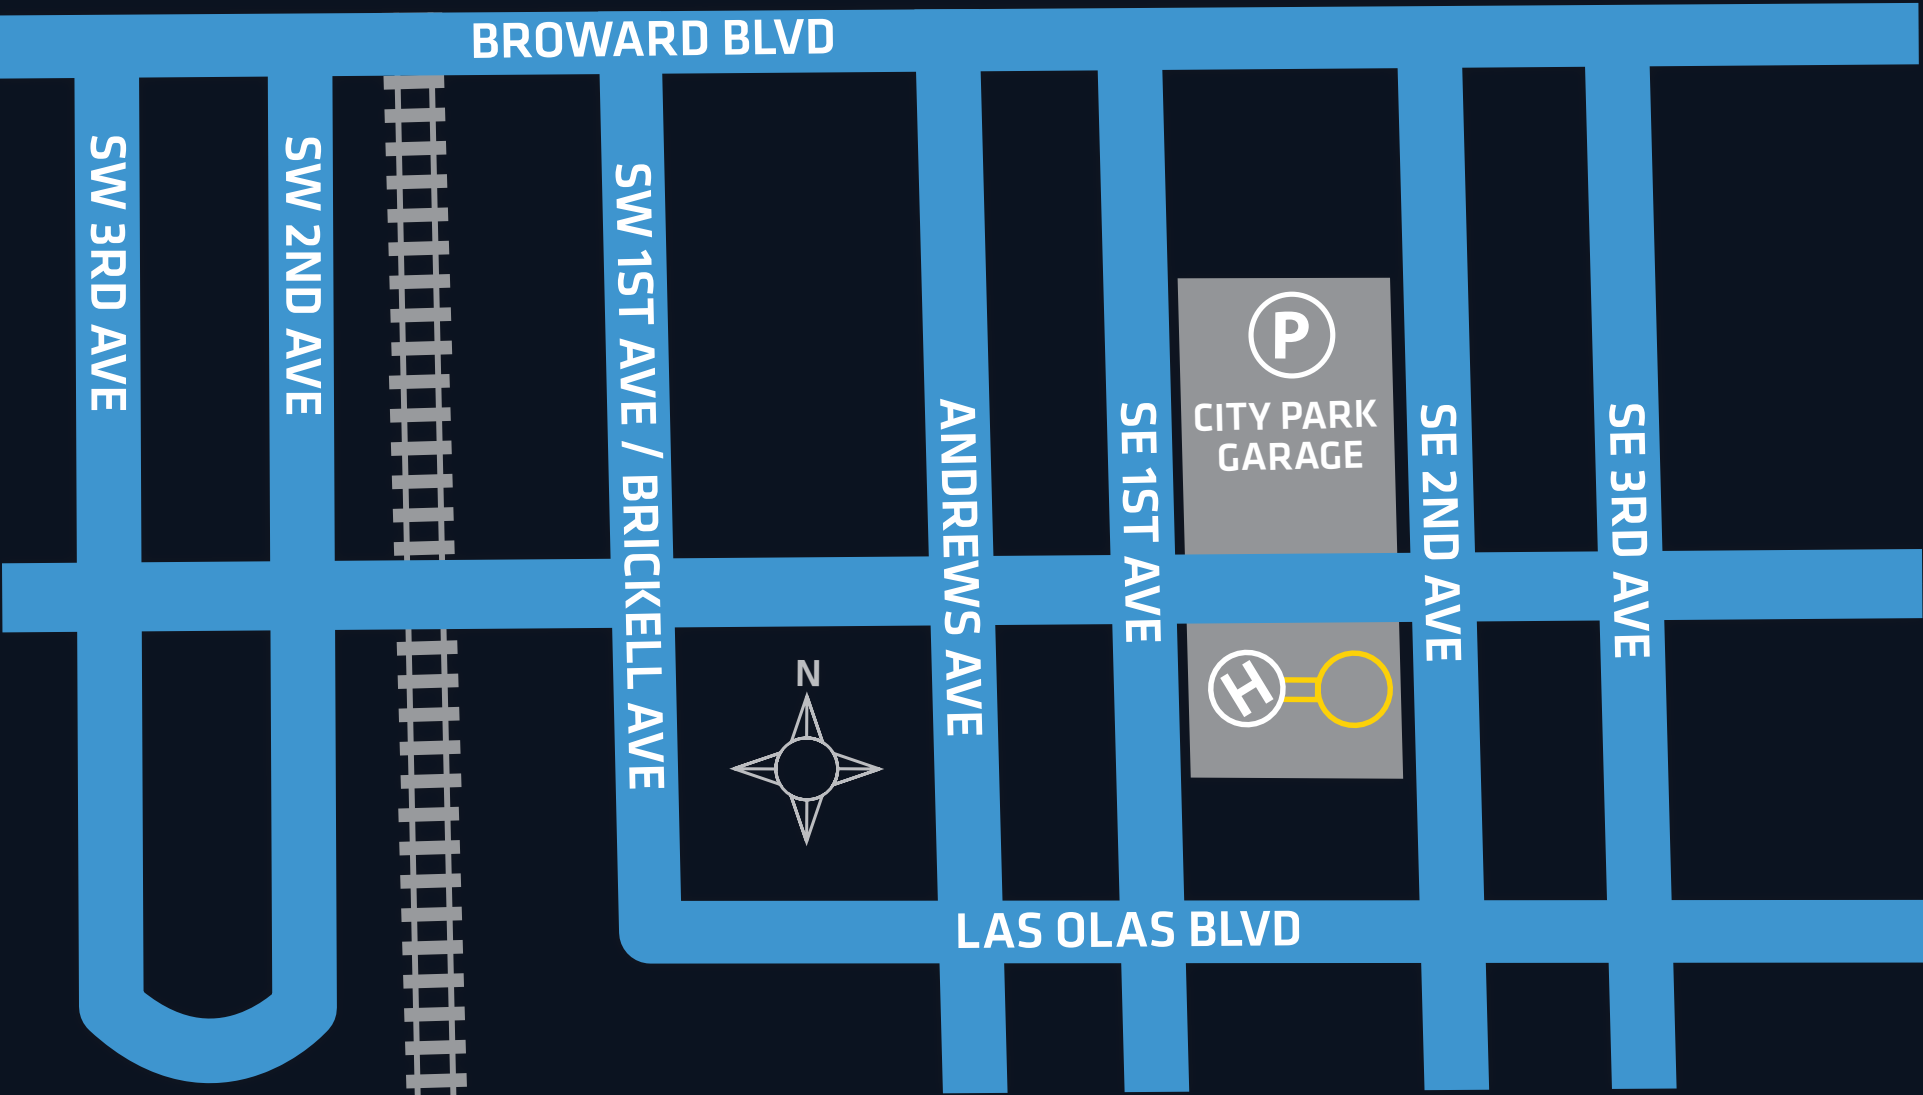 BROWARD BLVD
SW 3RD AVE
SW 2ND AVE
SW 1ST AVE / BRICKELL AVE
ANDREWS AVE
SE 1ST AVE
P
CITY PARK
GARAGE
SE 2ND AVE
SE 3RD AVE
H
N
LAS OLAS BLVD